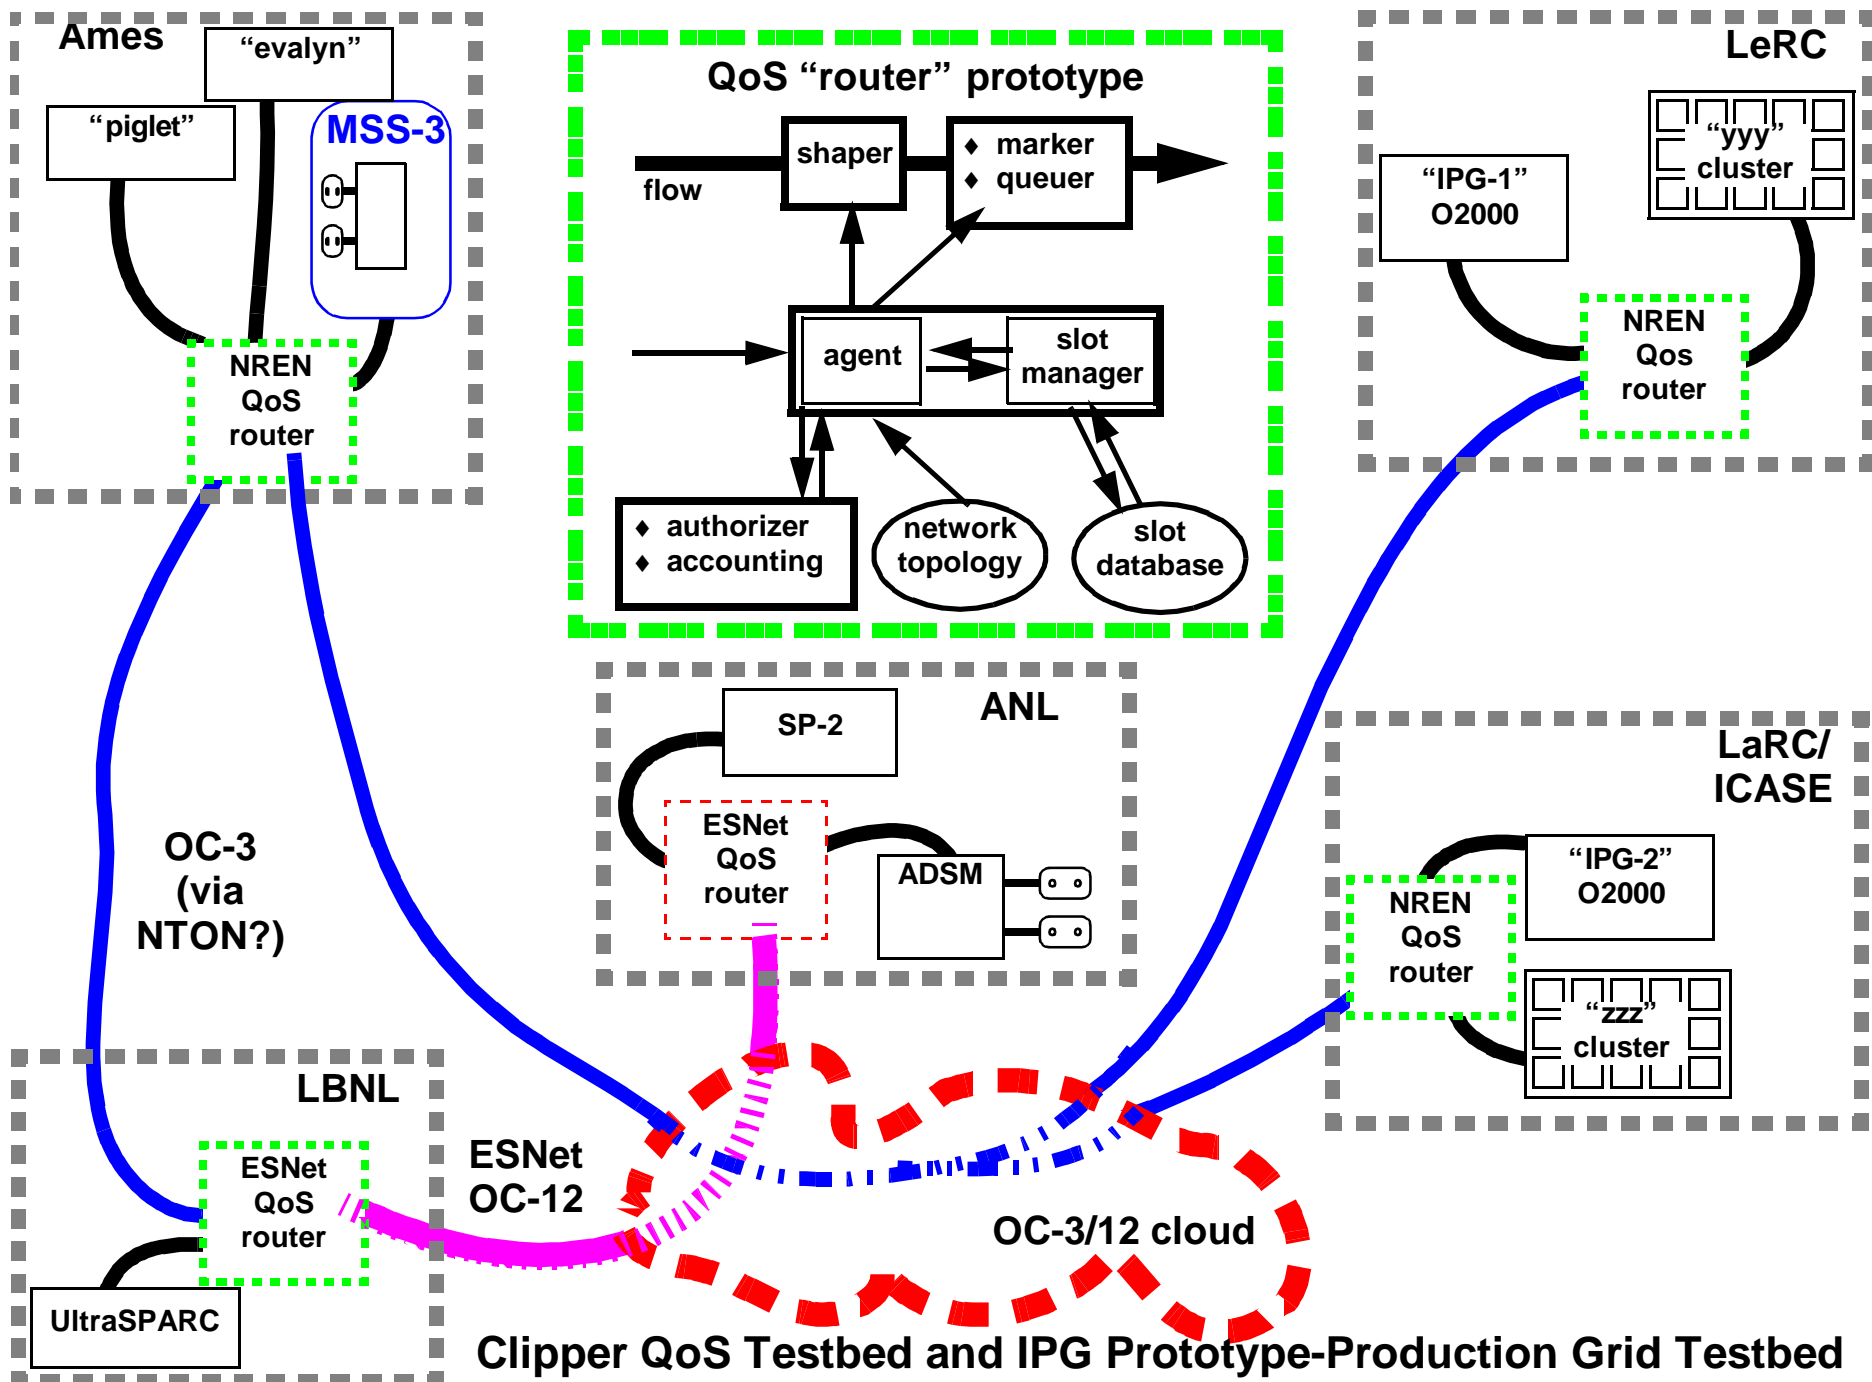 Ames
“evalyn”
“piglet”
MSS-3
NREN
QoS
router
QoS “router” prototype
shaper
♦ marker
♦ queuer
flow
agent
slot
manager
♦ authorizer
♦ accounting
network
topology
slot
database
LeRC
“yyy”
cluster
“IPG-1”
O2000
NREN
Qos
router
ANL
SP-2
ESNet
QoS
router
ADSM
LaRC/
ICASE
“IPG-2”
O2000
NREN
QoS
router
“zzz”
cluster
OC-3
(via
NTON?)
LBNL
ESNet
QoS
router
UltraSPARC
ESNet
OC-12
OC-3/12 cloud
Clipper QoS Testbed and IPG Prototype-Production Grid Testbed